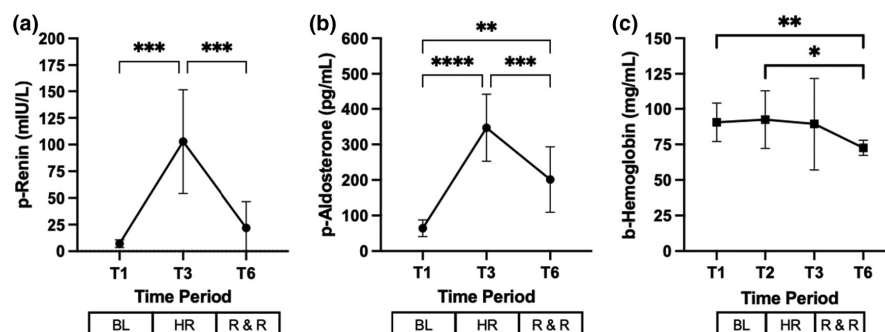 (a)
***
***
p-Renin (mIU/L)
200
175
150
125
100
75
50
25
0
T1 T3 T6
Time Period
BL HR R & R
(b)
**
****
***
p-Aldosterone (pg/mL)
600
500
400
300
200
100
0
T1 T3 T6
Time Period
BL HR R & R
(c)
**
*
b-Hemoglobin (mg/mL)
150
125
100
75
50
25
0
T1 T2 T3 T6
Time Period
BL HR R & R